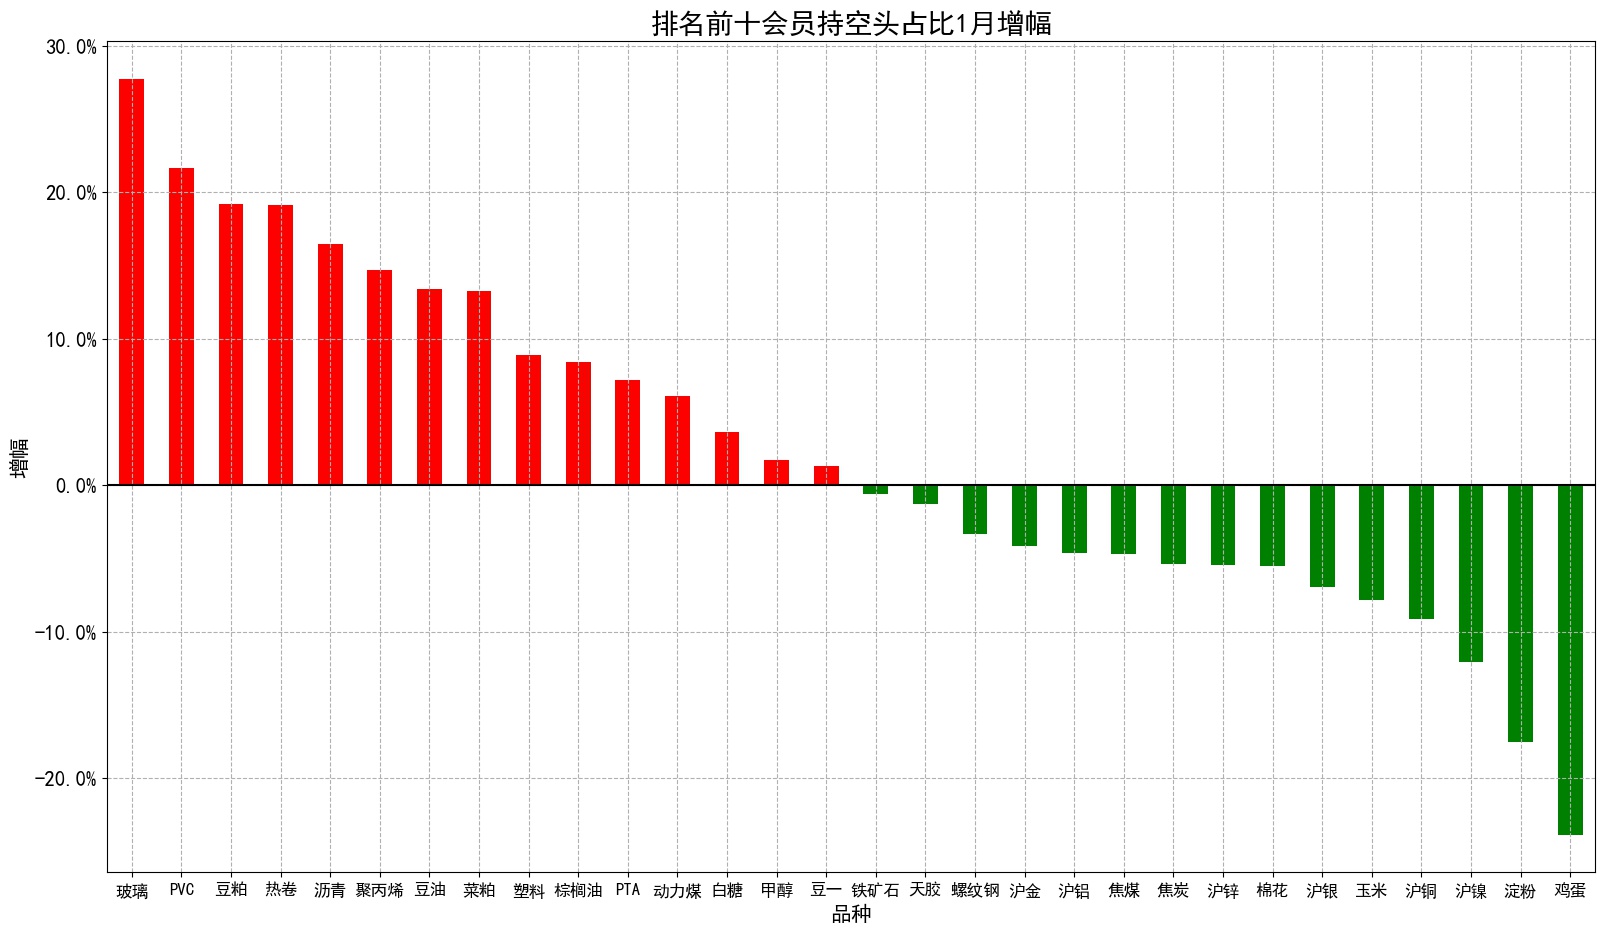 排名前十会员持空头占比1月增幅
30.0%
20.0%
10.0%
0.0%
−10.0%
−20.0%
增幅
玻璃 PVC 豆粕 热卷 沥青 聚丙烯 豆油 菜粕 塑料 棕榈油 PTA 动力煤 白糖 甲醇 豆一 铁矿石 天胶 螺纹钢 沪金 沪铝 焦煤 焦炭 沪锌 棉花 沪银 玉米 沪铜 沪镍 淀粉 鸡蛋
品种